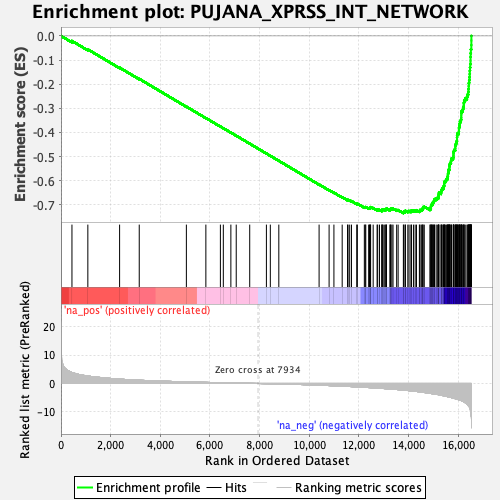 Enrichment plot: PUJANA_XPRSS_INT_NETWORK
Enrichment score (ES)
0.0
-0.1
-0.2
-0.3
-0.4
-0.5
-0.6
-0.7
'na_pos' (positively correlated)
Ranked list metric (PreRanked)
20
10
0
-10
Zero cross at 7934
'na_neg' (negatively correlated)
0
2,000
4,000
6,000
8,000
10,000
12,000
14,000
16,000
Rank in Ordered Dataset
Enrichment profile
Hits
Ranking metric scores